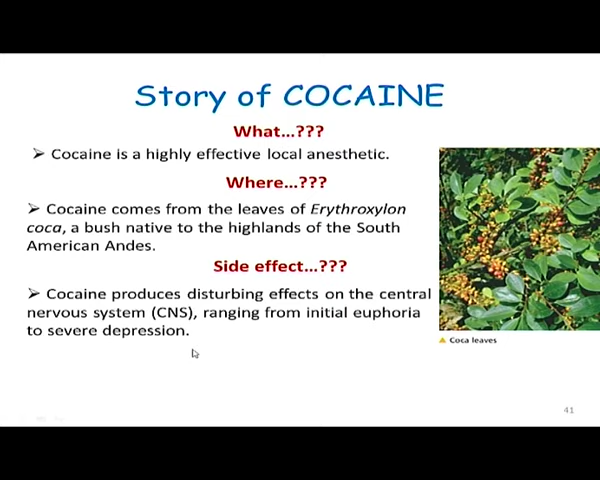 Story of COCAINE
What...???
➢ Cocaine is a highly effective local anesthetic.
Where...???
➢ Cocaine comes from the leaves of Erythroxylon
coca, a bush native to the highlands of the South
American Andes.
Side effect...???
➢ Cocaine produces disturbing effects on the central
nervous system (CNS), ranging from initial euphoria
to severe depression.
▲ Coca leaves
41